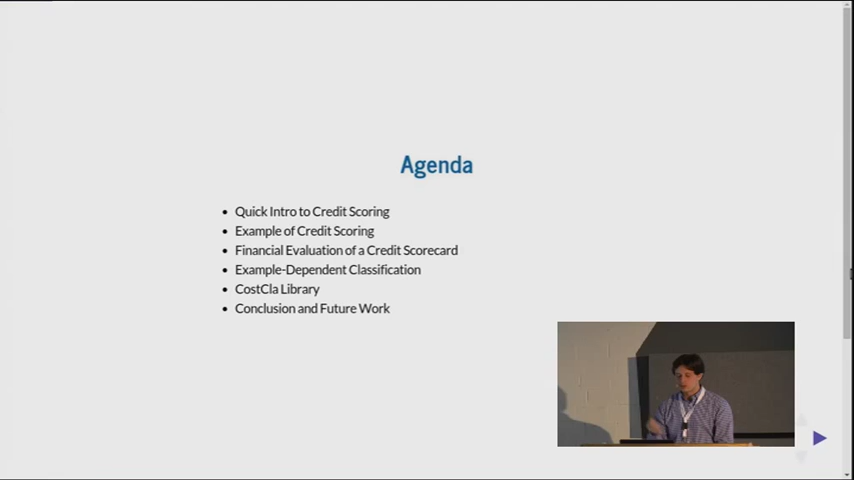 Agenda
Quick Intro to Credit Scoring
Example of Credit Scoring
Financial Evaluation of a Credit Scorecard
Example-Dependent Classification
CostCla Library
Conclusion and Future Work